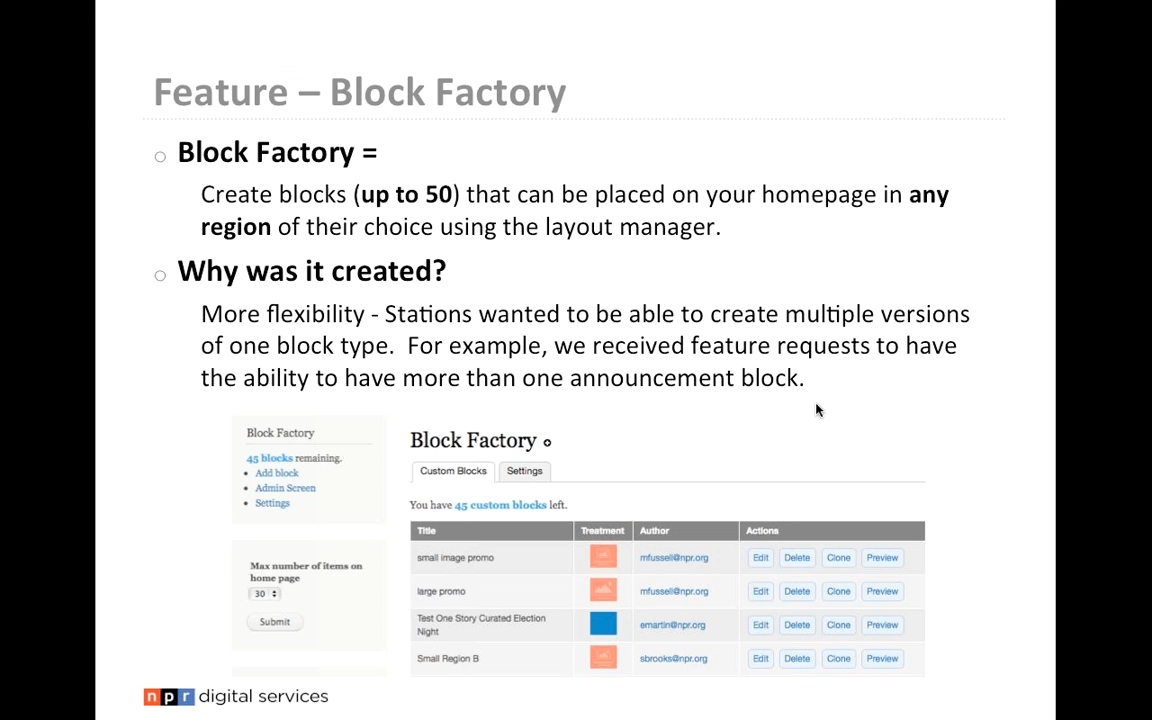 Feature – Block Factory
Block Factory =
Create blocks (up to 50) that can be placed on your homepage in any
region of their choice using the layout manager.
Why was it created?
More flexibility - Stations wanted to be able to create multiple versions
of one block type.  For example, we received feature requests to have
the ability to have more than one announcement block.
Block Factory
45 blocks remaining.
Add block
Admin Screen
Settings
Max number of items on
home page
30
Submit
Block Factory
Custom Blocks Settings
You have 45 custom blocks left.
Title Treatment Author Actions
small image promo mfussell@npr.org Edit Delete Clone Preview
large promo mfussell@npr.org Edit Delete Clone Preview
Test One Story Curated Election
Night emartin@npr.org Edit Delete Clone Preview
Small Region B sbrooks@npr.org Edit Delete Clone Preview
npr digital services